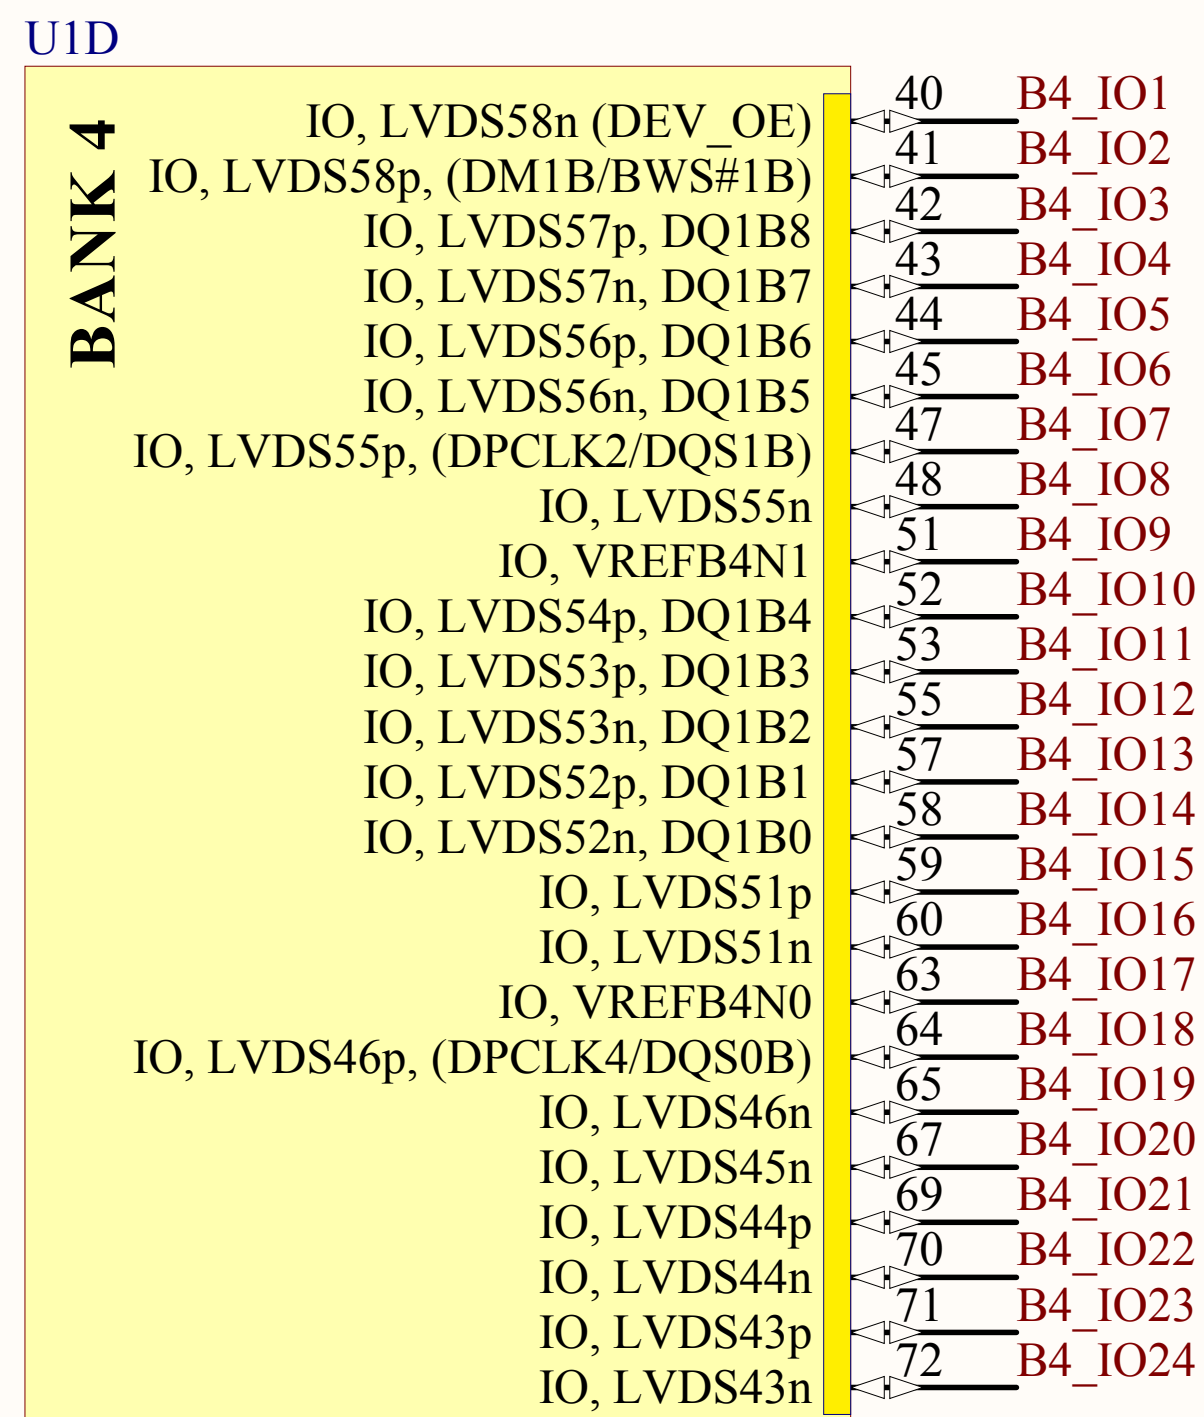 U1D
BANK 4
IO, LVDS58n (DEV_OE) 40 B4_IO1
IO, LVDS58p, (DM1B/BWS#1B) 41 B4_IO2
IO, LVDS57p, DQ1B8 42 B4_IO3
IO, LVDS57n, DQ1B7 43 B4_IO4
IO, LVDS56p, DQ1B6 44 B4_IO5
IO, LVDS56n, DQ1B5 45 B4_IO6
IO, LVDS55p, (DPCLK2/DQS1B) 47 B4_IO7
IO, LVDS55n 48 B4_IO8
IO, VREFB4N1 51 B4_IO9
IO, LVDS54p, DQ1B4 52 B4_IO10
IO, LVDS53p, DQ1B3 53 B4_IO11
IO, LVDS53n, DQ1B2 55 B4_IO12
IO, LVDS52p, DQ1B1 57 B4_IO13
IO, LVDS52n, DQ1B0 58 B4_IO14
IO, LVDS51p 59 B4_IO15
IO, LVDS51n 60 B4_IO16
IO, VREFB4N0 63 B4_IO17
IO, LVDS46p, (DPCLK4/DQS0B) 64 B4_IO18
IO, LVDS46n 65 B4_IO19
IO, LVDS45n 67 B4_IO20
IO, LVDS44p 69 B4_IO21
IO, LVDS44n 70 B4_IO22
IO, LVDS43p 71 B4_IO23
IO, LVDS43n 72 B4_IO24